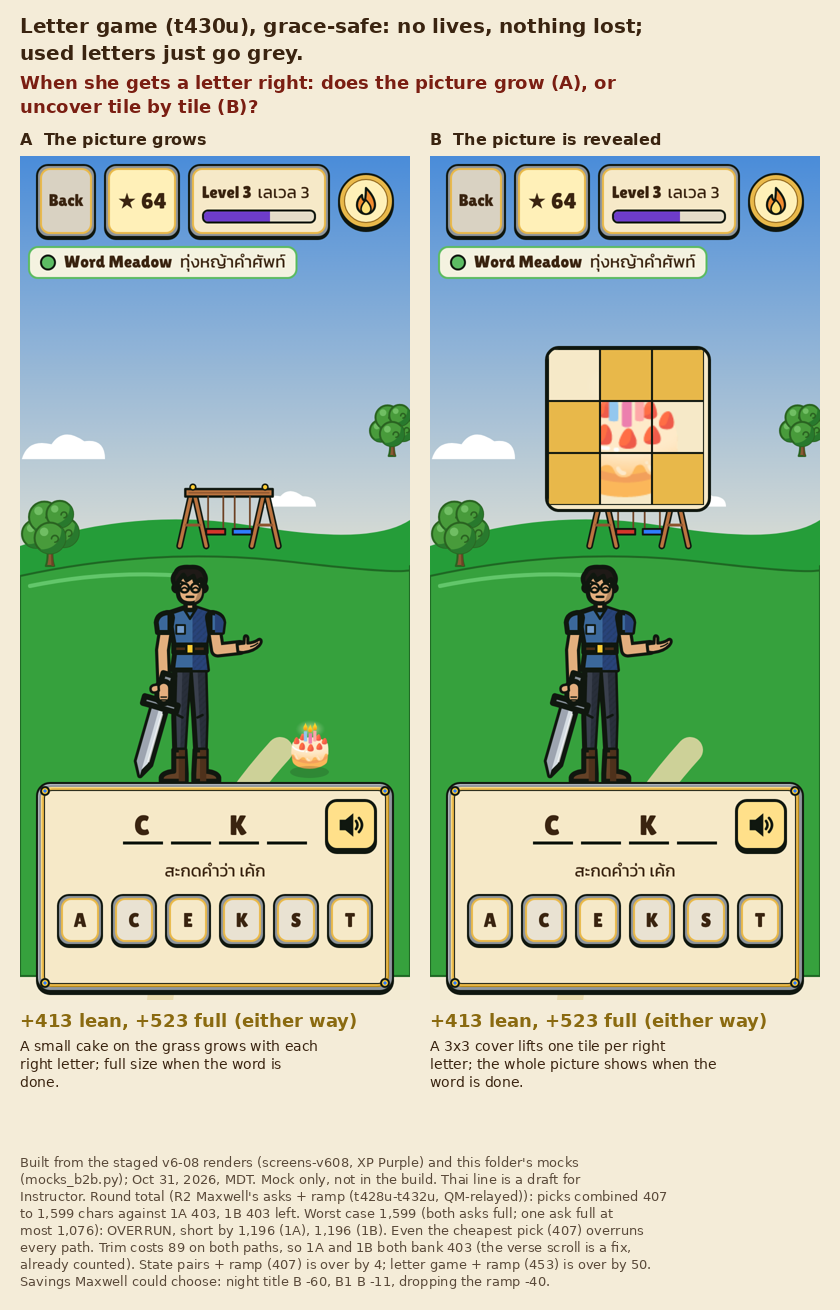 Letter game (t430u), grace-safe: no lives, nothing lost;
used letters just go grey.
When she gets a letter right: does the picture grow (A), or
uncover tile by tile (B)?
A The picture grows
Back
★ 64
Level 3 เลเวล 3
Word Meadow ทุ่งหญ้าคำศัพท์
C K
สะกดคำว่า เค้ก
A C E K S T
+413 lean, +523 full (either way)
A small cake on the grass grows with each
right letter; full size when the word is
done.
B The picture is revealed
Back
★ 64
Level 3 เลเวล 3
Word Meadow ทุ่งหญ้าคำศัพท์
C K
สะกดคำว่า เค้ก
A C E K S T
+413 lean, +523 full (either way)
A 3x3 cover lifts one tile per right
letter; the whole picture shows when the
word is done.
Built from the staged v6-08 renders (screens-v608, XP Purple) and this folder's mocks
(mocks_b2b.py); Oct 31, 2026, MDT. Mock only, not in the build. Thai line is a draft for
Instructor. Round total (R2 Maxwell's asks + ramp (t428u-t432u, QM-relayed)): picks combined 407
to 1,599 chars against 1A 403, 1B 403 left. Worst case 1,599 (both asks full; one ask full at
most 1,076): OVERRUN, short by 1,196 (1A), 1,196 (1B). Even the cheapest pick (407) overruns
every path. Trim costs 89 on both paths, so 1A and 1B both bank 403 (the verse scroll is a fix,
already counted). State pairs + ramp (407) is over by 4; letter game + ramp (453) is over by 50.
Savings Maxwell could choose: night title B -60, B1 B -11, dropping the ramp -40.